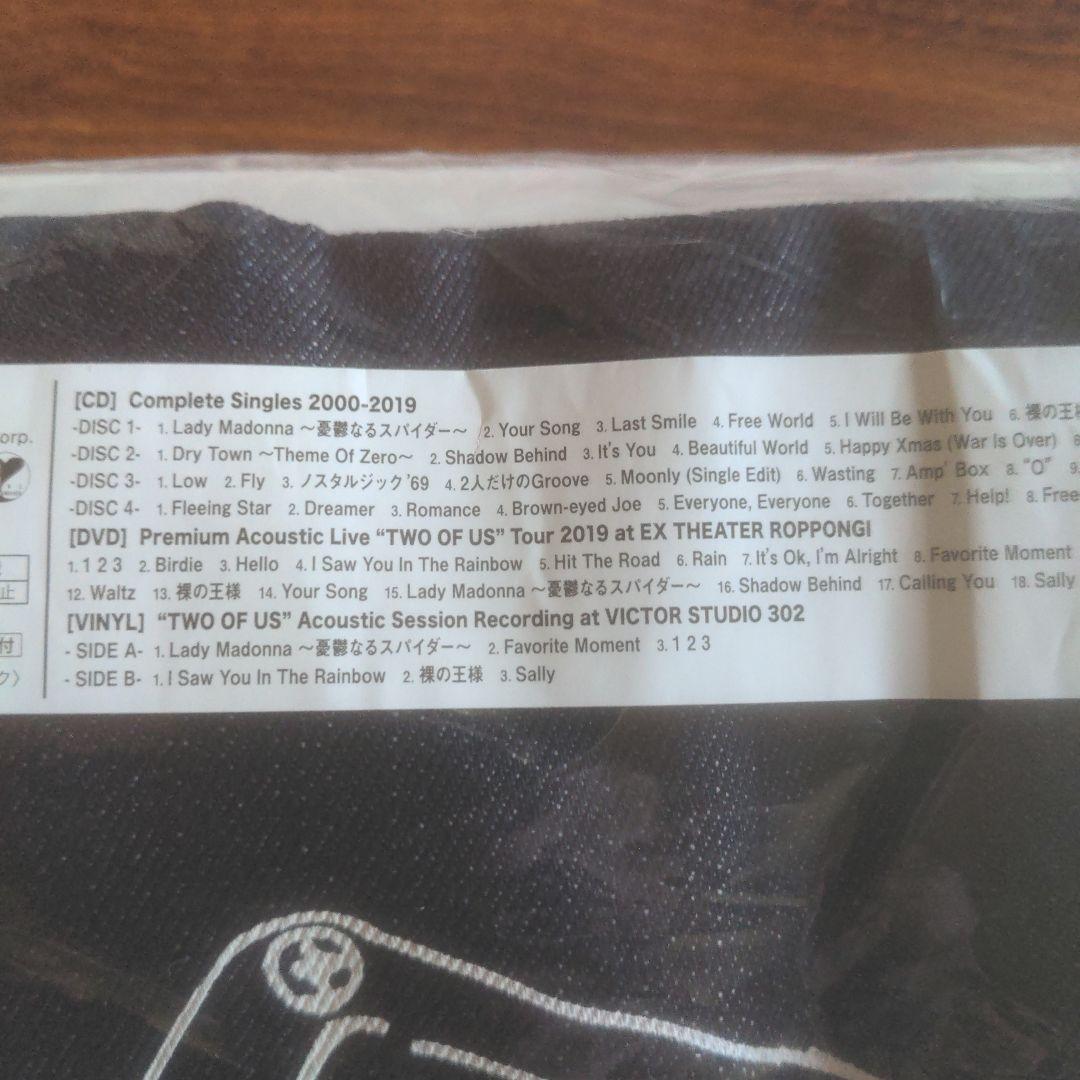 [CD] Complete Singles 2000-2019
-DISC 1- 1. Lady Madonna ～憂鬱なるスパイダー～ 2. Your Song 3. Last Smile 4. Free World 5. I Will Be With You 6. 裸の王様
orp.
-DISC 2- 1. Dry Town ～Theme Of Zero～ 2. Shadow Behind 3. It's You 4. Beautiful World 5. Happy Xmas (War Is Over)
-DISC 3- 1. Low 2. Fly 3. ノスタルジック '69 4. 2人だけのGroove 5. Moonly (Single Edit) 6. Wasting 7. Amp' Box 8. "O" 9.
-DISC 4- 1. Fleeing Star 2. Dreamer 3. Romance 4. Brown-eyed Joe 5. Everyone, Everyone 6. Together 7. Help! 8. Free
[DVD] Premium Acoustic Live "TWO OF US" Tour 2019 at EX THEATER ROPPONGI
1. 1 2 3 2. Birdie 3. Hello 4. I Saw You In The Rainbow 5. Hit The Road 6. Rain 7. It's Ok, I'm Alright 8. Favorite Moment
止
12. Waltz 13. 裸の王様 14. Your Song 15. Lady Madonna ～憂鬱なるスパイダー～ 16. Shadow Behind 17. Calling You 18. Sally
[VINYL] "TWO OF US" Acoustic Session Recording at VICTOR STUDIO 302
付
- SIDE A- 1. Lady Madonna ～憂鬱なるスパイダー～ 2. Favorite Moment 3. 1 2 3
ク〉
- SIDE B- 1. I Saw You In The Rainbow 2. 裸の王様 3. Sally